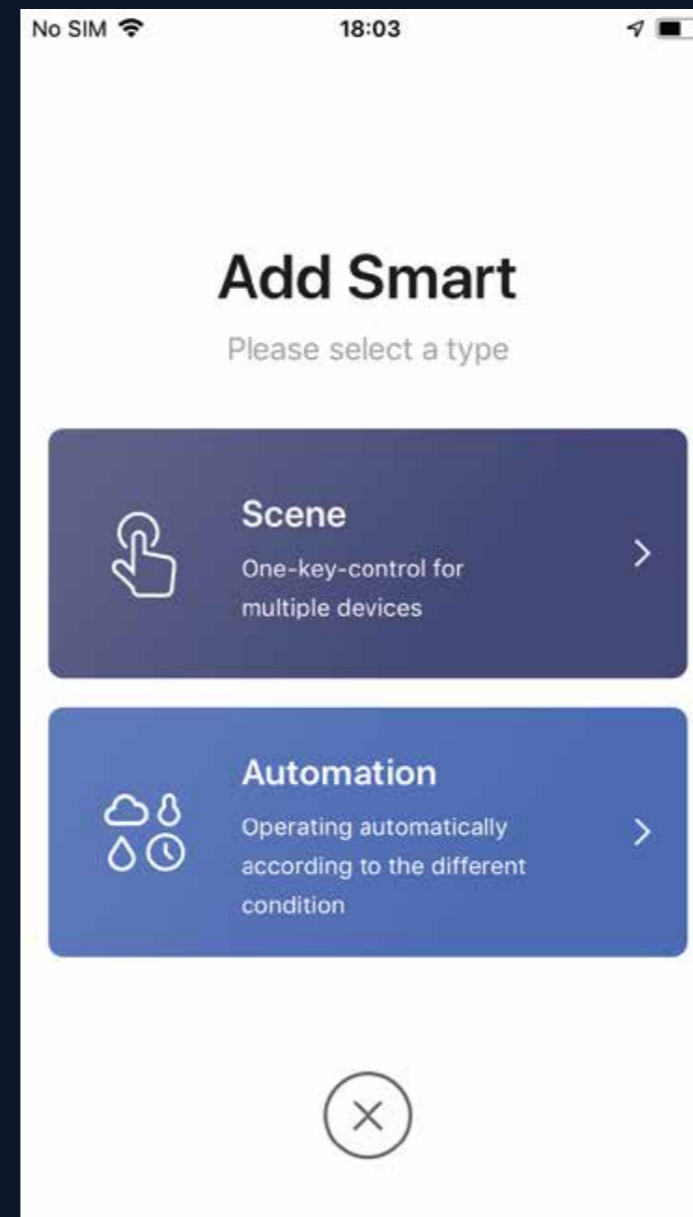 No SIM 18:03
Add Smart
Please select a type
Scene
One-key-control for
multiple devices
Automation
Operating automatically
according to the different
condition